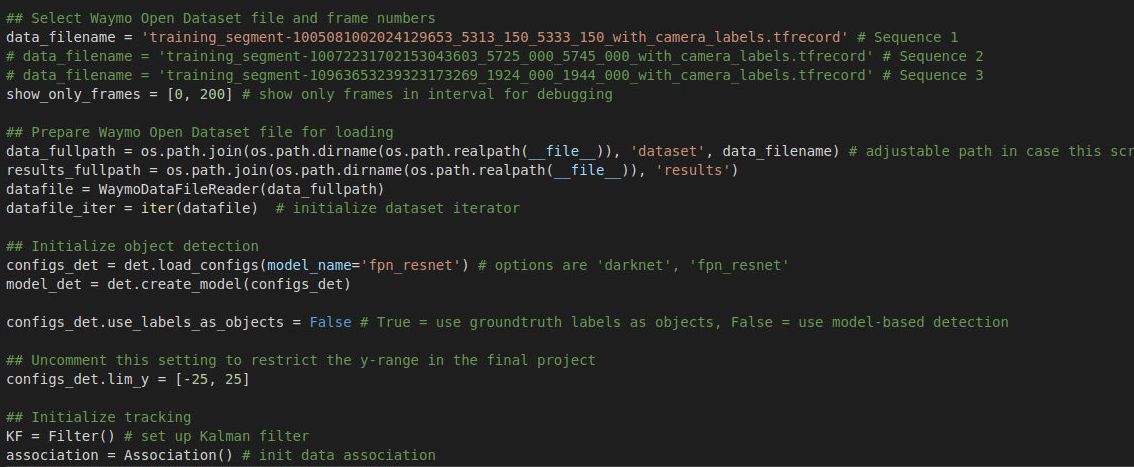 ## Select Waymo Open Dataset file and frame numbers
data_filename = 'training_segment-1005081002024129653_5313_150_5333_150_with_camera_labels.tfrecord' # Sequence 1
# data_filename = 'training_segment-10072231702153043603_5725_000_5745_000_with_camera_labels.tfrecord' # Sequence 2
# data_filename = 'training_segment-10963653239323173269_1924_000_1944_000_with_camera_labels.tfrecord' # Sequence 3
show_only_frames = [0, 200] # show only frames in interval for debugging
## Prepare Waymo Open Dataset file for loading
data_fullpath = os.path.join(os.path.dirname(os.path.realpath(__file__)), 'dataset', data_filename) # adjustable path in case this scr
results_fullpath = os.path.join(os.path.dirname(os.path.realpath(__file__)), 'results')
datafile = WaymoDataFileReader(data_fullpath)
datafile_iter = iter(datafile)  # initialize dataset iterator
## Initialize object detection
configs_det = det.load_configs(model_name='fpn_resnet') # options are 'darknet', 'fpn_resnet'
model_det = det.create_model(configs_det)
configs_det.use_labels_as_objects = False # True = use groundtruth labels as objects, False = use model-based detection
## Uncomment this setting to restrict the y-range in the final project
configs_det.lim_y = [-25, 25]
## Initialize tracking
KF = Filter() # set up Kalman filter
association = Association() # init data association